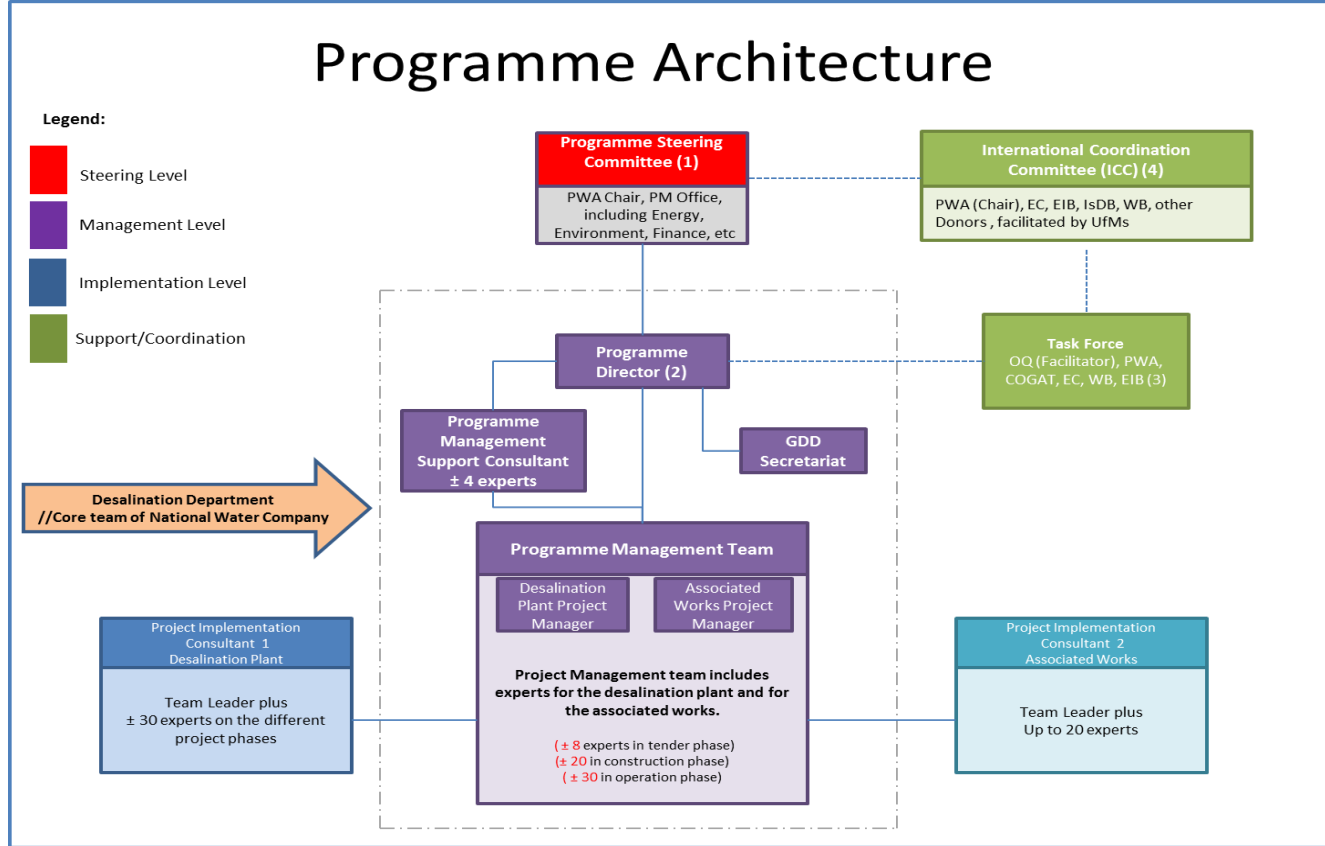 Programme Architecture
Legend:
Steering Level
Management Level
Implementation Level
Support/Coordination
Programme Steering
Committee (1)
PWA Chair, PM Office,
including Energy,
Environment, Finance, etc
International Coordination
Committee (ICC) (4)
PWA (Chair), EC, EIB, IsDB, WB, other
Donors , facilitated by UfMs
Programme
Director (2)
Task Force
OQ (Facilitator), PWA,
COGAT, EC, WB, EIB (3)
Programme
Management
Support Consultant
± 4 experts
GDD
Secretariat
Desalination Department
//Core team of National Water Company
Programme Management Team
Desalination
Plant Project
Manager
Associated
Works Project
Manager
Project Management team includes
experts for the desalination plant and for
the associated works.
( ± 8 experts in tender phase)
(± 20 in construction phase)
( ± 30 in operation phase)
Project Implementation
Consultant 1
Desalination Plant
Team Leader plus
± 30 experts on the different
project phases
Project Implementation
Consultant 2
Associated Works
Team Leader plus
Up to 20 experts